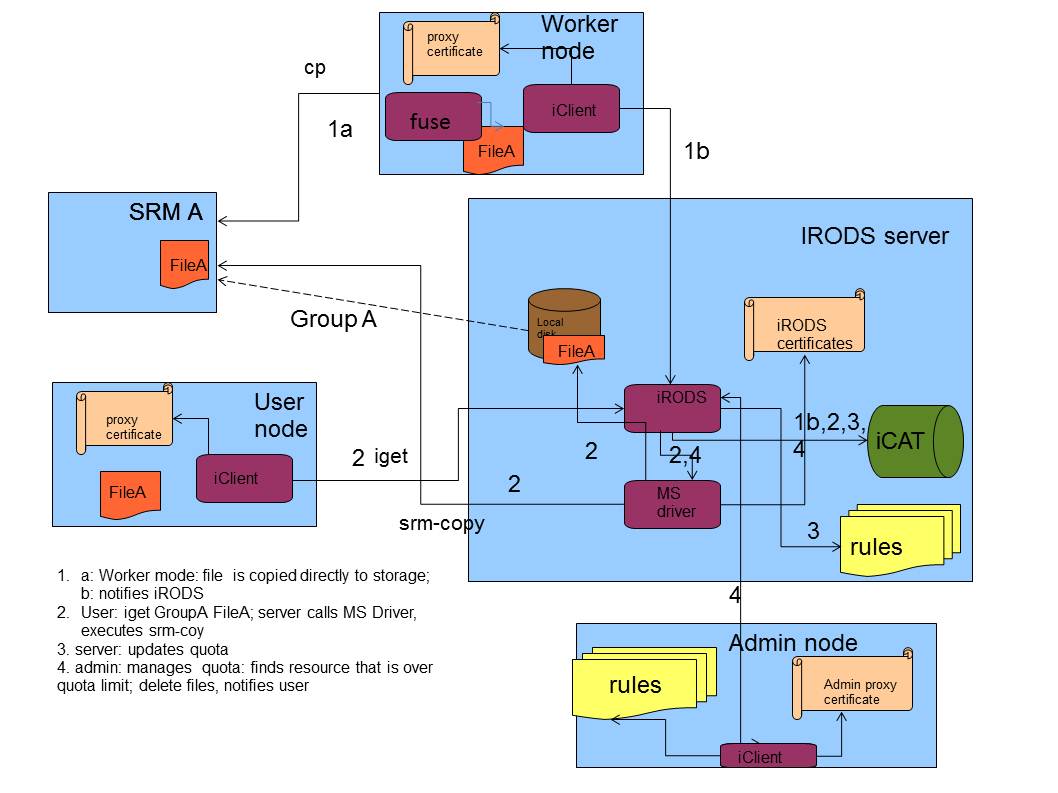 Worker
node
proxy
certificate
cp
fuse
iClient
FileA
1a
1b
SRM A
FileA
IRODS server
Group A
Local
disk
FileA
iRODS
certificates
User
node
proxy
certificate
iClient
FileA
2 iget
iRODS
1b,2,3,
4
iCAT
2
2,4
2
MS
driver
srm-copy
3
rules
1. a: Worker mode: file is copied directly to storage;
b: notifies iRODS
2. User: iget GroupA FileA; server calls MS Driver,
executes srm-coy
3. server: updates quota
4. admin: manages quota: finds resource that is over
quota limit; delete files, notifies user
4
Admin node
rules
Admin proxy
certificate
iClient